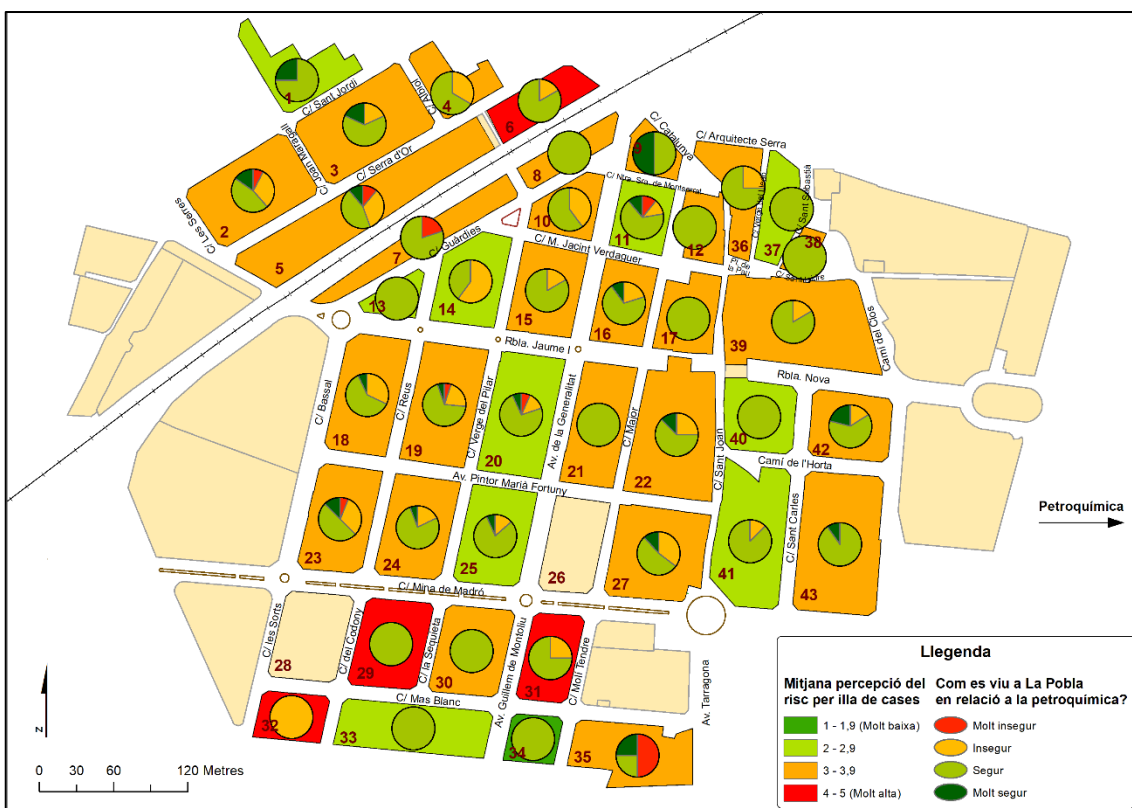 C/ Sant Jordi
1
C/ Albiol
4
6
C/ Joan Maragall
3
C/ Serra d'Or
C/ Catalunya
9
C/ Arquitecte Serra
8
C/ Ntra. Sra. de Montserrat
C/ Les Serres
2
5
7
C/ Guàrdies
10
C/ M. Jacint Verdaguer
11
12
36
37
C/ Sant Sebastià
38
Pl. de la Pau
13
14
15
16
17
39
Camí del Clos
Rbla. Jaume I
Rbla. Nova
C/ Bassal
18
C/ Reus
19
C/ Verge del Pilar
20
Av. de la Generalitat
21
C/ Major
22
C/ Sant Joan
40
42
Camí de l'Horta
Av. Pintor Marià Fortuny
23
24
25
26
27
41
C/ Sant Carles
43
Petroquímica
C/ Mina de Madró
C/ les Sorts
28
C/ del Codony
29
C/ la Sequieta
30
Av. Guillem de Montoliu
31
C/ Molí Tendre
Av. Tarragona
C/ Mas Blanc
32
33
34
35
N
0 30 60 120 Metres
Llegenda
Mitjana percepció del
risc per illa de cases
1 - 1,9 (Molt baixa)
2 - 2,9
3 - 3,9
4 - 5 (Molt alta)
Com es viu a La Pobla
en relació a la petroquímica?
Molt insegur
Insegur
Segur
Molt segur